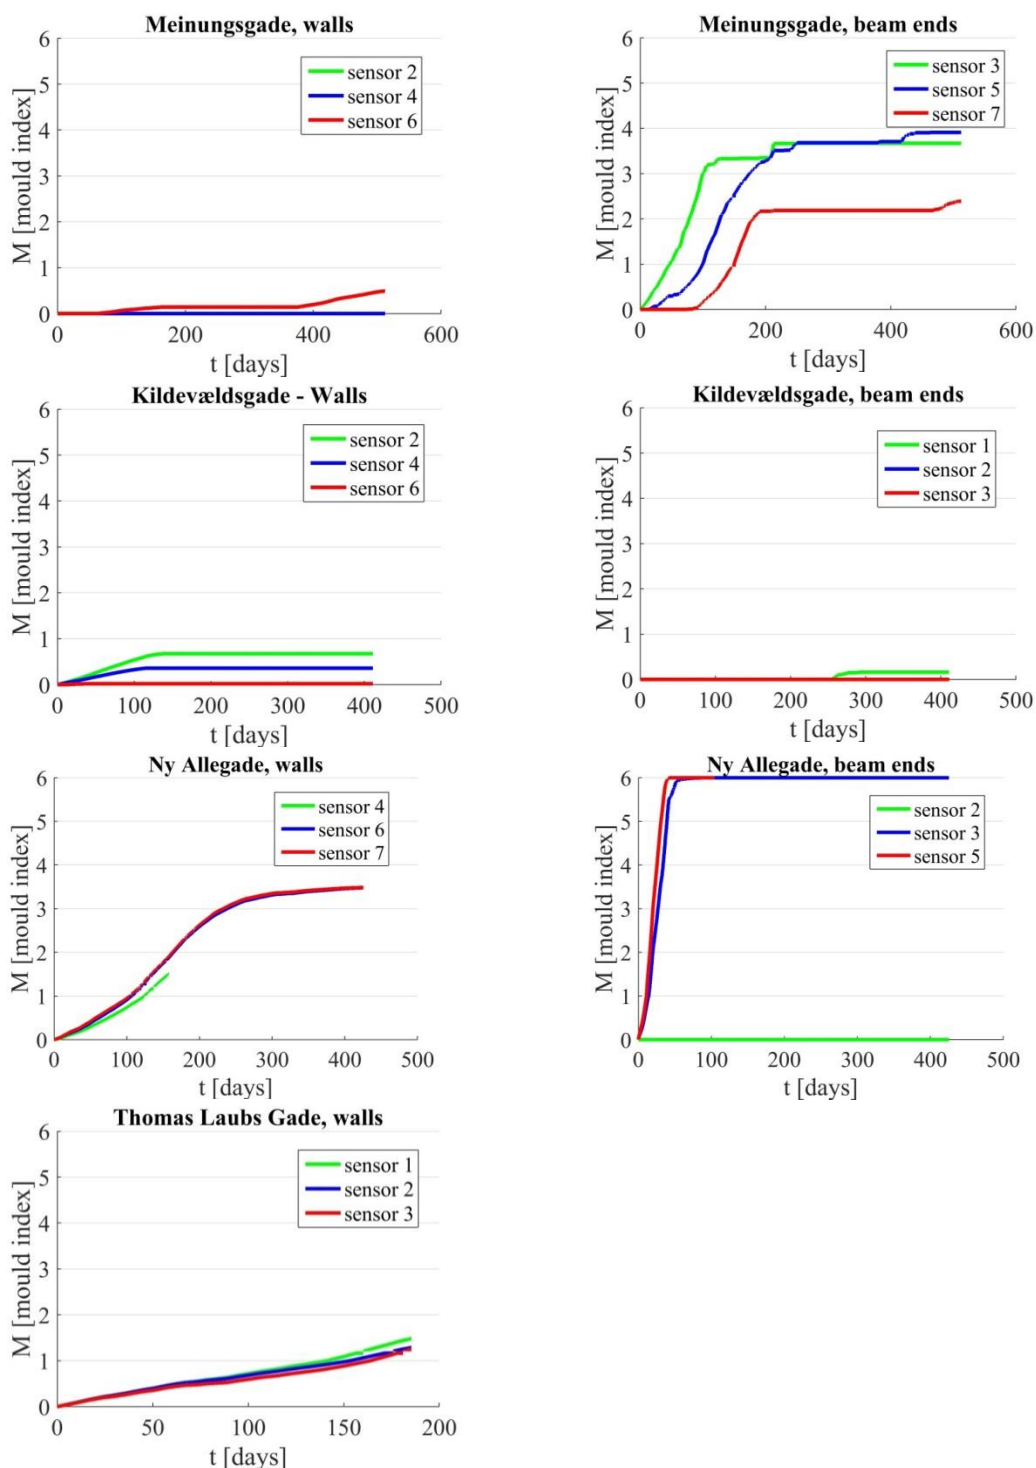 Meinungsgade, walls
M [mould index]
6
5
4
3
2
1
0
sensor 2
sensor 4
sensor 6
0 200 400 600
t [days]
Meinungsgade, beam ends
M [mould index]
6
5
4
3
2
1
0
sensor 3
sensor 5
sensor 7
0 200 400 600
t [days]
Kildevældsgade - Walls
M [mould index]
6
5
4
3
2
1
0
sensor 2
sensor 4
sensor 6
0 100 200 300 400 500
t [days]
Kildevældsgade, beam ends
M [mould index]
6
5
4
3
2
1
0
sensor 1
sensor 2
sensor 3
0 100 200 300 400 500
t [days]
Ny Allegade, walls
M [mould index]
6
5
4
3
2
1
0
sensor 4
sensor 6
sensor 7
0 100 200 300 400 500
t [days]
Ny Allegade, beam ends
M [mould index]
6
5
4
3
2
1
0
sensor 2
sensor 3
sensor 5
0 100 200 300 400 500
t [days]
Thomas Laubs Gade, walls
M [mould index]
6
5
4
3
2
1
0
sensor 1
sensor 2
sensor 3
0 50 100 150 200
t [days]